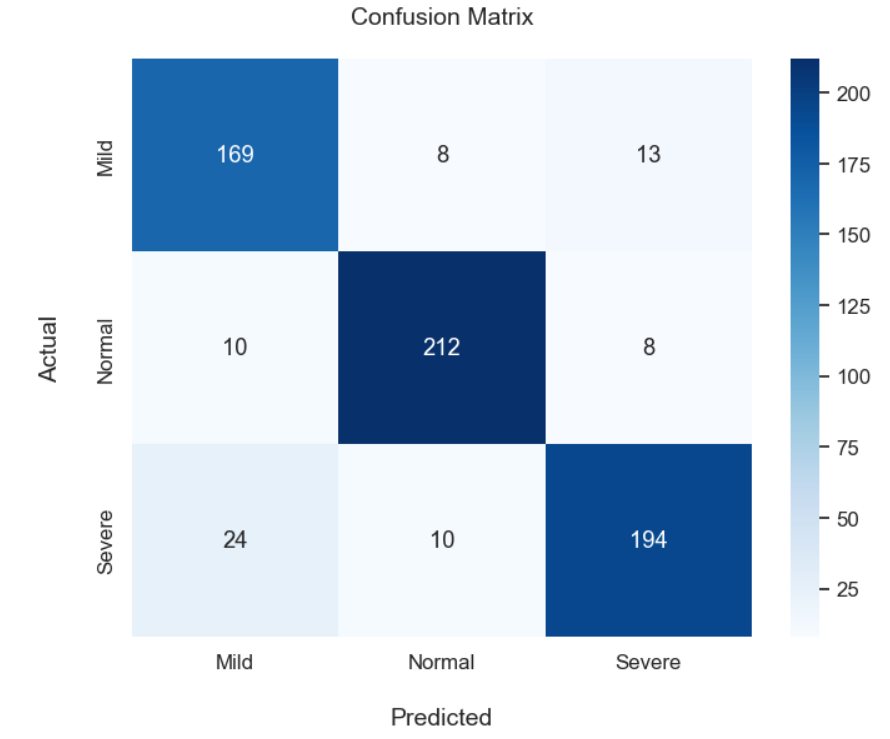 Confusion Matrix
200
175
150
125
100
75
50
25
Mild
169
8
13
Actual
Normal
10
212
8
Severe
24
10
194
Mild
Normal
Severe
Predicted